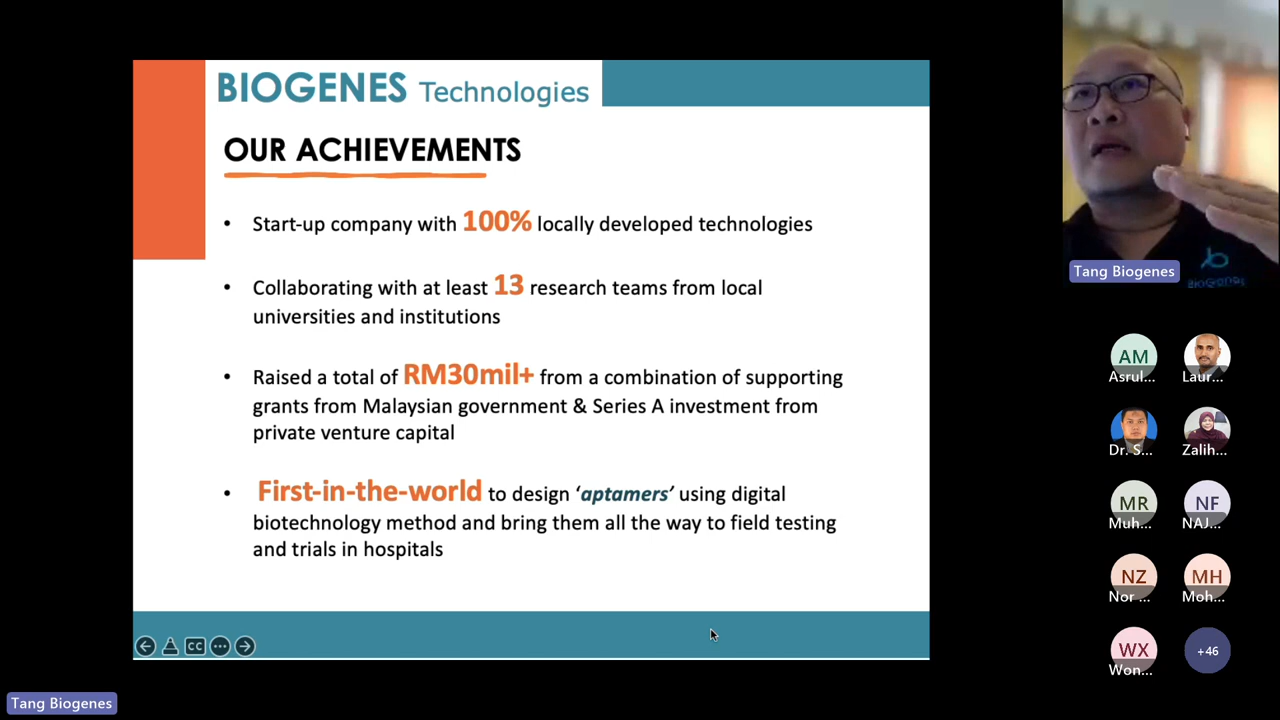 BIOGENES Technologies
OUR ACHIEVEMENTS
• Start-up company with 100% locally developed technologies
• Collaborating with at least 13 research teams from local
universities and institutions
• Raised a total of RM30mil+ from a combination of supporting
grants from Malaysian government & Series A investment from
private venture capital
• First-in-the-world to design ‘aptamers’ using digital
biotechnology method and bring them all the way to field testing
and trials in hospitals
CC
Tang Biogenes
BIOGENES
AM
Asrul...
Laur...
Dr. S...
Zalih...
MR
Muh...
NF
NAJ...
NZ
Nor ...
MH
Moh...
WX
Won...
+46
Tang Biogenes